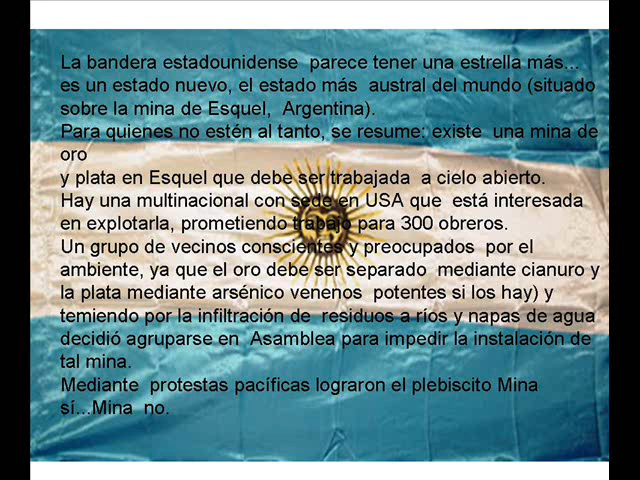 La bandera estadounidense parece tener una estrella más...
es un estado nuevo, el estado más austral del mundo (situado
sobre la mina de Esquel, Argentina).
Para quienes no estén al tanto, se resume: existe una mina de
oro
y plata en Esquel que debe ser trabajada a cielo abierto.
Hay una multinacional con sede en USA que está interesada
en explotarla, prometiendo trabajo para 300 obreros.
Un grupo de vecinos conscientes y preocupados por el
ambiente, ya que el oro debe ser separado mediante cianuro y
la plata mediante arsénico venenos potentes si los hay) y
temiendo por la infiltración de residuos a ríos y napas de agua
decidió agruparse en Asamblea para impedir la instalación de
tal mina.
Mediante protestas pacíficas lograron el plebiscito Mina
sí...Mina no.